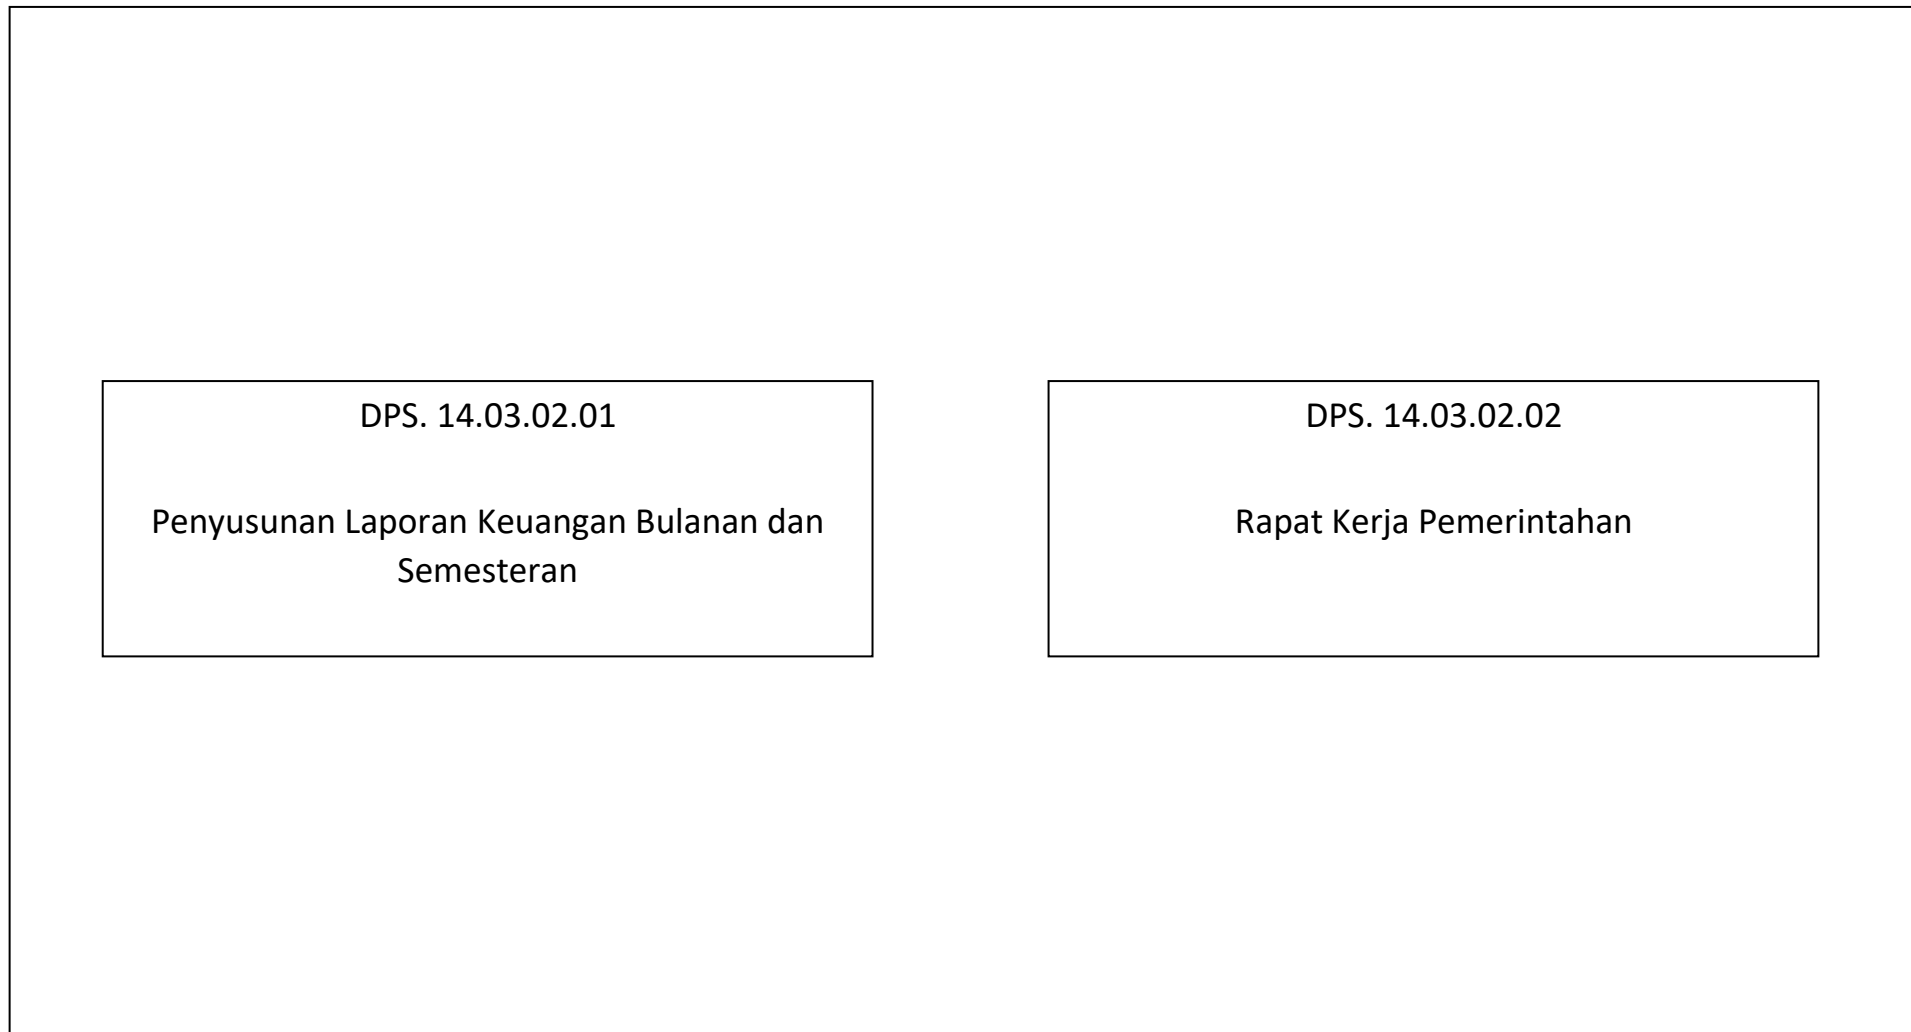 DPS. 14.03.02.01
Penyusunan Laporan Keuangan Bulanan dan
Semesteran
DPS. 14.03.02.02
Rapat Kerja Pemerintahan